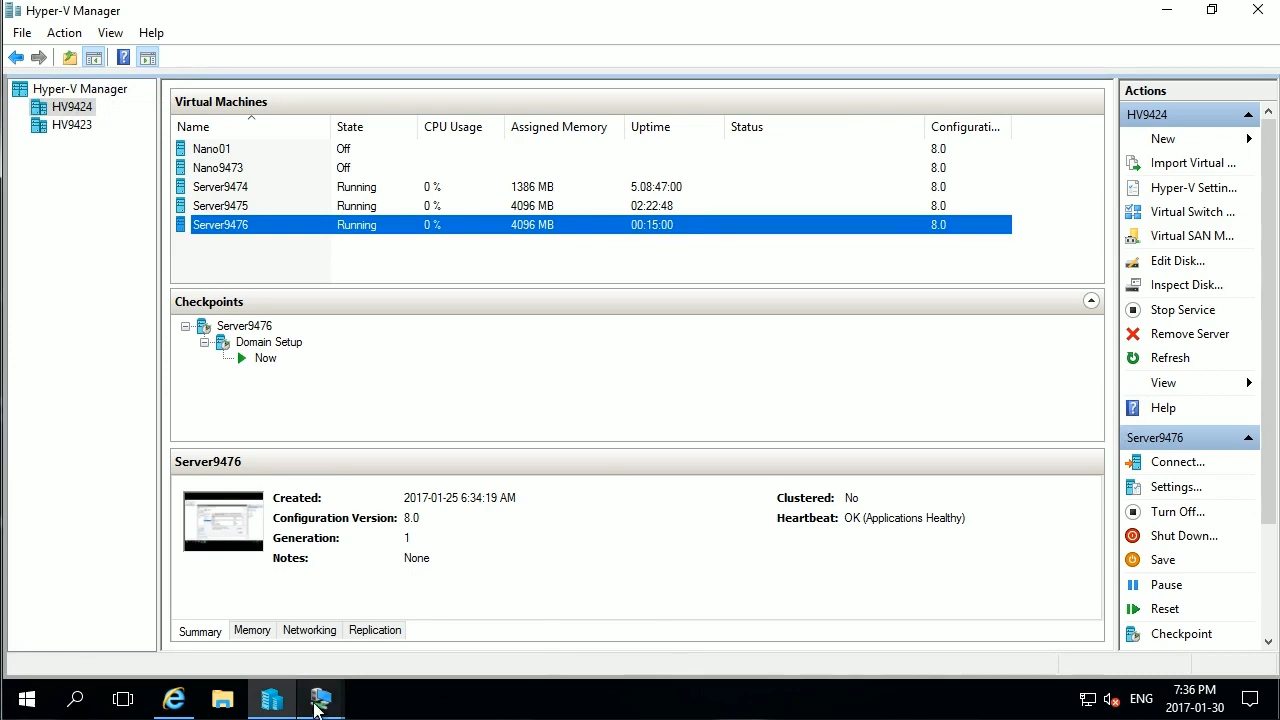 Hyper-V Manager
File Action View Help
Hyper-V Manager
HV9424
HV9423
Virtual Machines
Name State CPU Usage Assigned Memory Uptime Status Configurati...
Nano01 Off 8.0
Nano9473 Off 8.0
Server9474 Running 0 % 1386 MB 5.08:47:00 8.0
Server9475 Running 0 % 4096 MB 02:22:48 8.0
Server9476 Running 0 % 4096 MB 00:15:00 8.0
Checkpoints
Server9476
Domain Setup
Now
Server9476
Created: 2017-01-25 6:34:19 AM Clustered: No
Configuration Version: 8.0 Heartbeat: OK (Applications Healthy)
Generation: 1
Notes: None
Summary Memory Networking Replication
Actions
HV9424
New
Import Virtual ...
Hyper-V Settin...
Virtual Switch ...
Virtual SAN M...
Edit Disk...
Inspect Disk...
Stop Service
Remove Server
Refresh
View
Help
Server9476
Connect...
Settings...
Turn Off...
Shut Down...
Save
Pause
Reset
Checkpoint
ENG 7:36 PM
2017-01-30